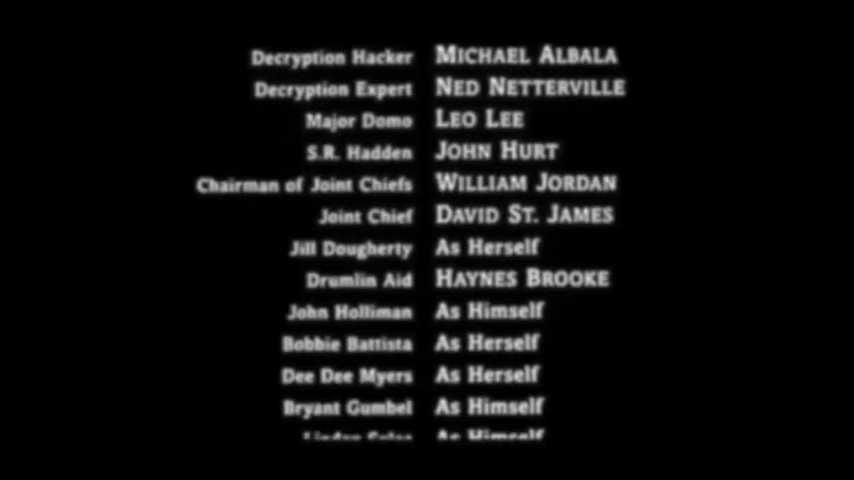 Decryption Hacker MICHAEL ALBALA
Decryption Expert NED NETTERVILLE
Major Domo LEO LEE
S.R. Hadden JOHN HURT
Chairman of Joint Chiefs WILLIAM JORDAN
Joint Chief DAVID ST. JAMES
Jill Dougherty As Herself
Drumlin Aid HAYNES BROOKE
John Holliman As Himself
Bobbie Battista As Herself
Dee Dee Myers As Herself
Bryant Gumbel As Himself
As Himself